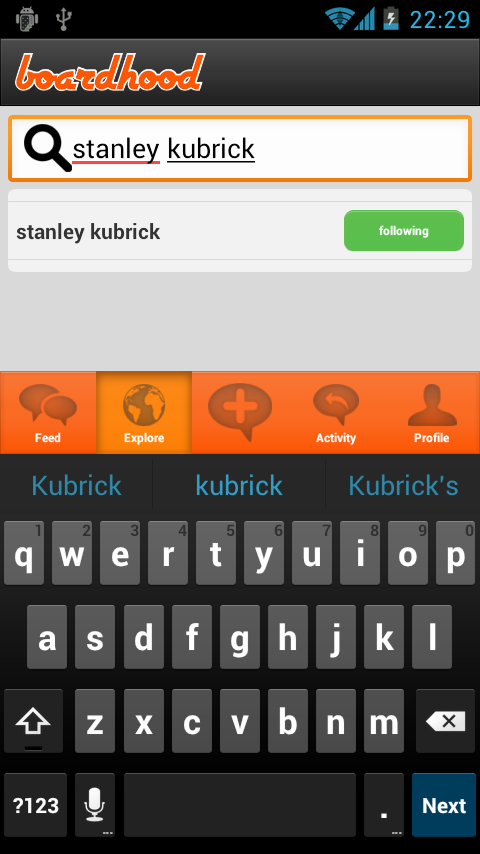 22:29
boardhood
stanley kubrick
stanley kubrick following
Feed Explore Activity Profile
Kubrick kubrick Kubrick's
1 2 3 4 5 6 7 8 9 0
q w e r t y u i o p
a s d f g h j k l
z x c v b n m
?123 ... . ... Next